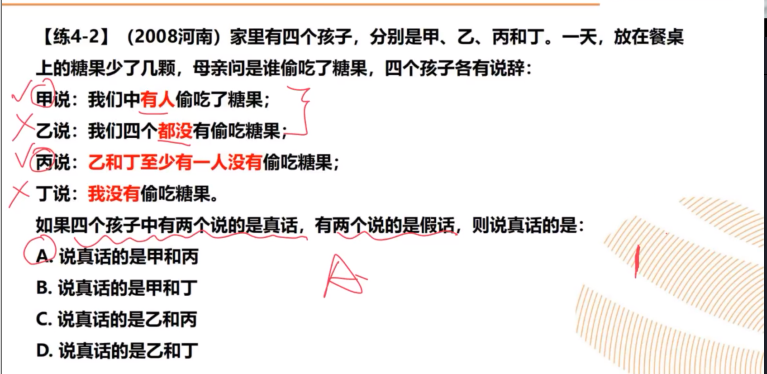 【练4-2】（2008河南）家里有四个孩子，分别是甲、乙、丙和丁。一天，放在餐桌
上的糖果少了几颗，母亲问是谁偷吃了糖果，四个孩子各有说辞：
甲说：我们中有人偷吃了糖果；
乙说：我们四个都没有偷吃糖果；
丙说：乙和丁至少有一人没有偷吃糖果；
丁说：我没有偷吃糖果。
如果四个孩子中有两个说的是真话，有两个说的是假话，则说真话的是：
A. 说真话的是甲和丙
A
B. 说真话的是甲和丁
C. 说真话的是乙和丙
D. 说真话的是乙和丁